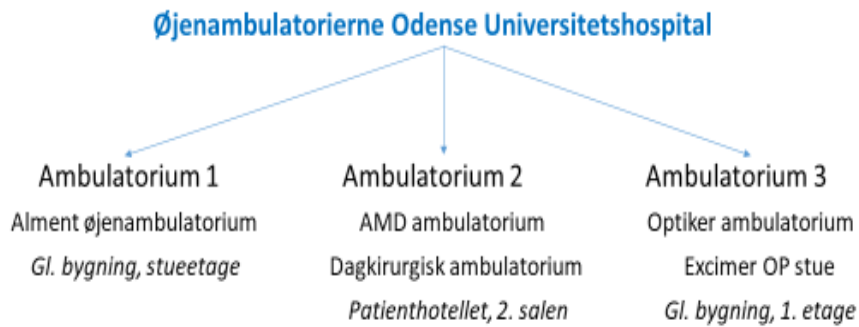 Øjenambulatorierne Odense Universitetshospital
Ambulatorium 1
Alment øjenambulatorium
Gl. bygning, stueetage
Ambulatorium 2
AMD ambulatorium
Dagkirurgisk ambulatorium
Patienthotellet, 2. salen
Ambulatorium 3
Optiker ambulatorium
Excimer OP stue
Gl. bygning, 1. etage